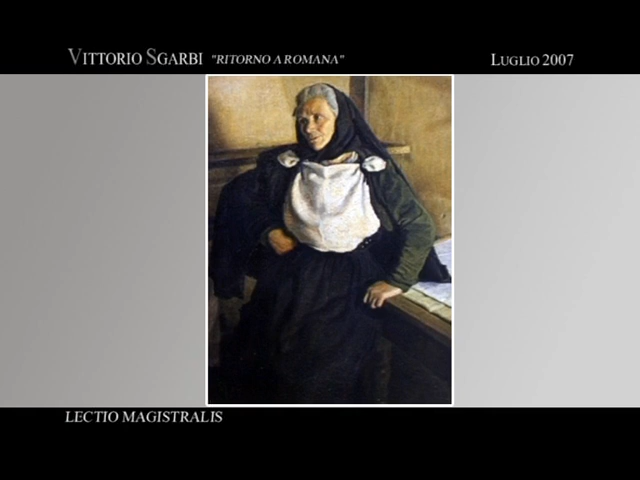 VITTORIO SGARBI "RITORNO A ROMANA" LUGLIO 2007
LECTIO MAGISTRALIS